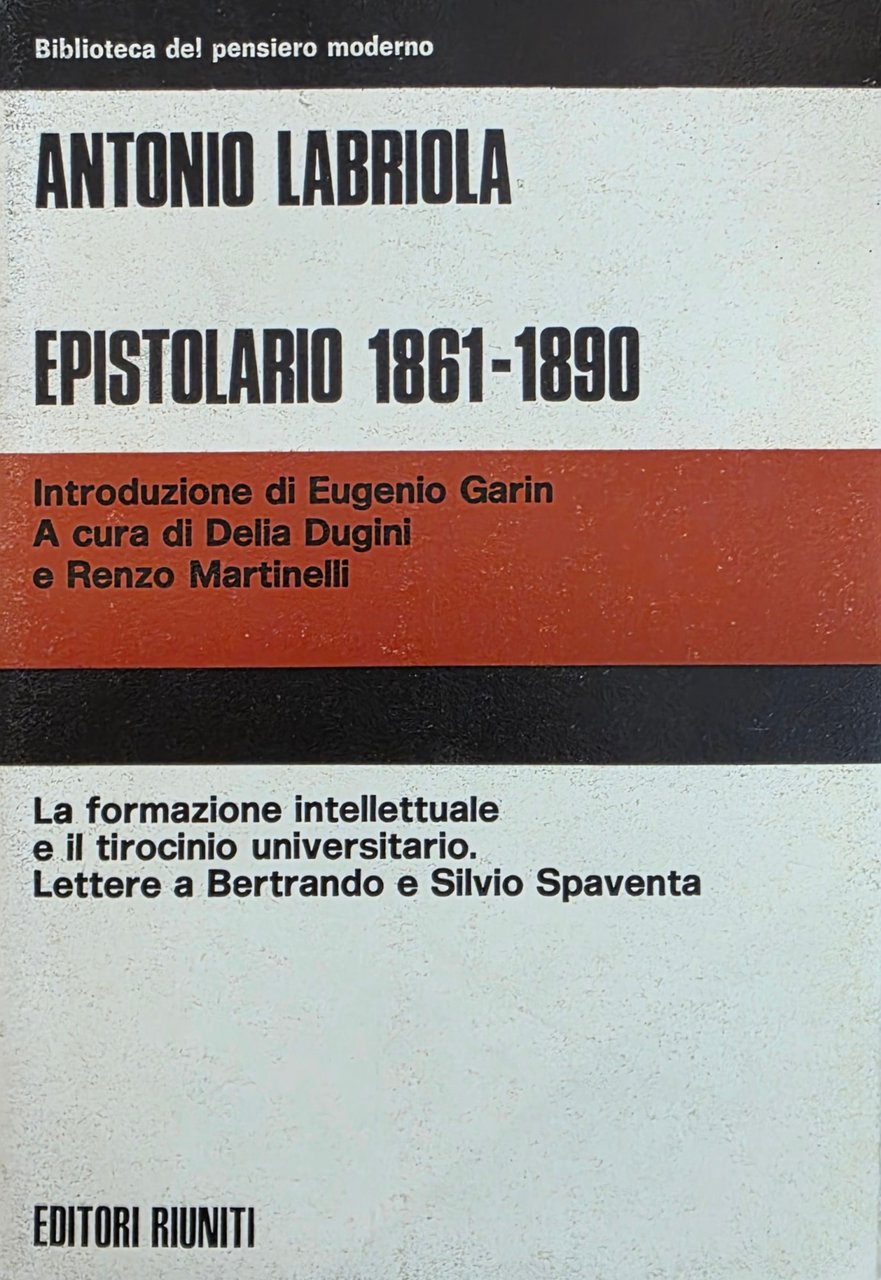 Biblioteca del pensiero moderno
ANTONIO LABRIOLA
EPISTOLARIO 1861-1890
Introduzione di Eugenio Garin
A cura di Delia Dugini
e Renzo Martinelli
La formazione intellettuale
e il tirocinio universitario.
Lettere a Bertrando e Silvio Spaventa
EDITORI RIUNITI